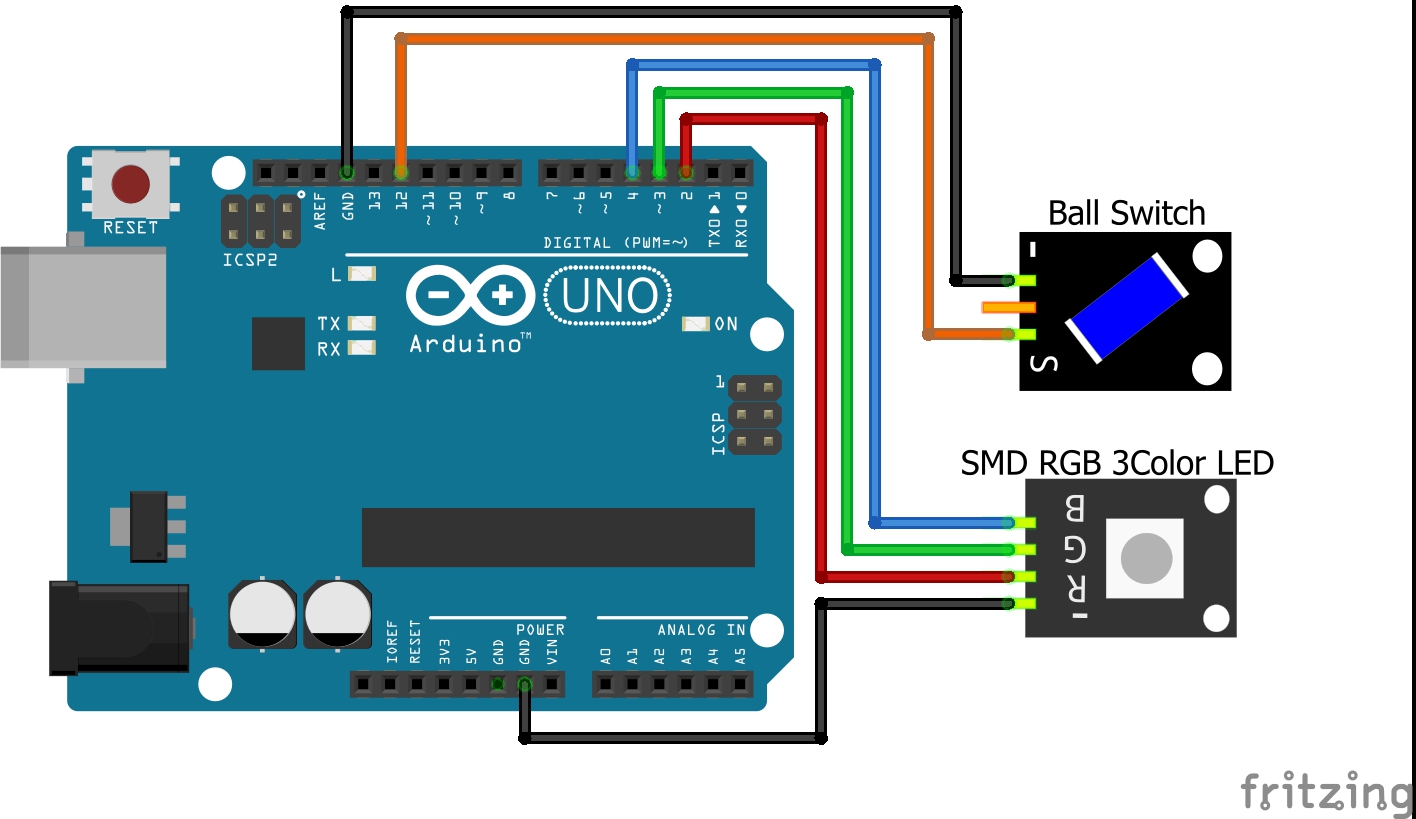 AREF
GND
13
12
~11
~10
~9
8
7
~6
~5
4
~3
2
TX0▶1
RX0◀0
RESET
ICSP2
DIGITAL (PWM=~)
L
TX
RX
UNO
Arduino™
ON
1
ICSP
Ball Switch
-
S
SMD RGB 3Color LED
B
G
R
-
POWER
ANALOG IN
IOREF
RESET
3V3
5V
GND
GND
VIN
A0
A1
A2
A3
A4
A5
fritzing